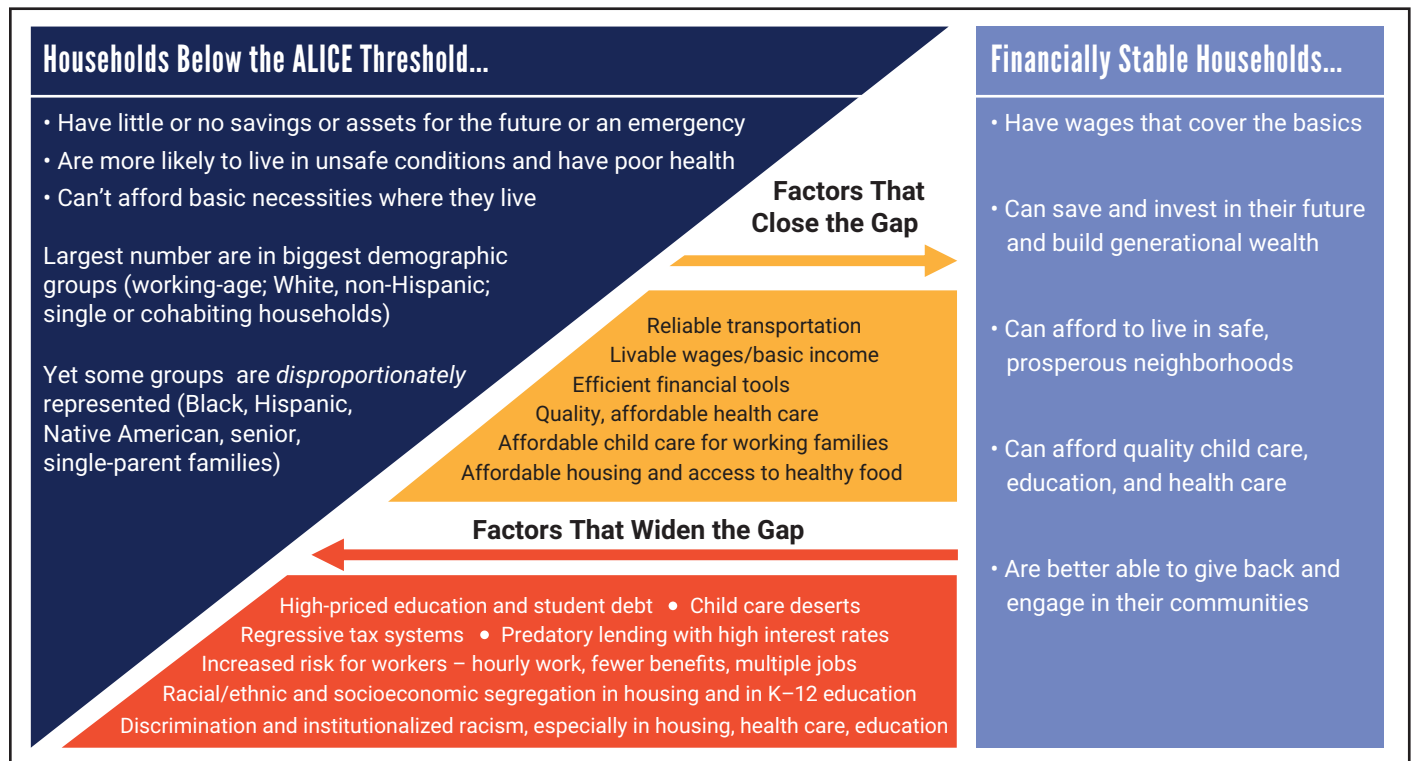 Households Below the ALICE Threshold...
• Have little or no savings or assets for the future or an emergency
• Are more likely to live in unsafe conditions and have poor health
• Can’t afford basic necessities where they live
Largest number are in biggest demographic
groups (working-age; White, non-Hispanic;
single or cohabiting households)
Yet some groups are disproportionately
represented (Black, Hispanic,
Native American, senior,
single-parent families)
Factors That
Close the Gap
Reliable transportation
Livable wages/basic income
Efficient financial tools
Quality, affordable health care
Affordable child care for working families
Affordable housing and access to healthy food
Factors That Widen the Gap
High-priced education and student debt • Child care deserts
Regressive tax systems • Predatory lending with high interest rates
Increased risk for workers – hourly work, fewer benefits, multiple jobs
Racial/ethnic and socioeconomic segregation in housing and in K–12 education
Discrimination and institutionalized racism, especially in housing, health care, education
Financially Stable Households...
• Have wages that cover the basics
• Can save and invest in their future
and build generational wealth
• Can afford to live in safe,
prosperous neighborhoods
• Can afford quality child care,
education, and health care
• Are better able to give back and
engage in their communities